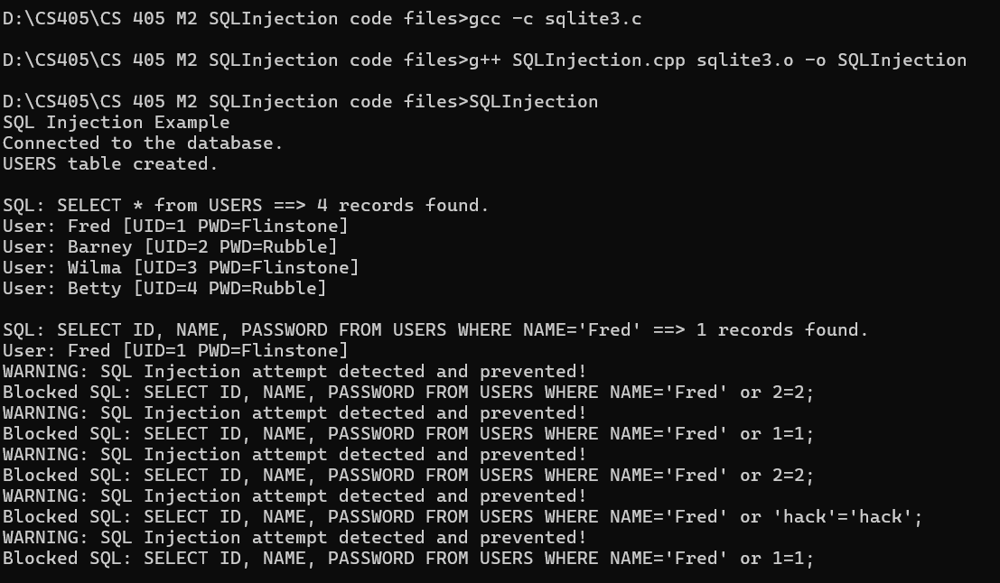 D:\CS405\CS 405 M2 SQLInjection code files>gcc -c sqlite3.c
D:\CS405\CS 405 M2 SQLInjection code files>g++ SQLInjection.cpp sqlite3.o -o SQLInjection
D:\CS405\CS 405 M2 SQLInjection code files>SQLInjection
SQL Injection Example
Connected to the database.
USERS table created.
SQL: SELECT * from USERS ==> 4 records found.
User: Fred [UID=1 PWD=Flinstone]
User: Barney [UID=2 PWD=Rubble]
User: Wilma [UID=3 PWD=Flinstone]
User: Betty [UID=4 PWD=Rubble]
SQL: SELECT ID, NAME, PASSWORD FROM USERS WHERE NAME='Fred' ==> 1 records found.
User: Fred [UID=1 PWD=Flinstone]
WARNING: SQL Injection attempt detected and prevented!
Blocked SQL: SELECT ID, NAME, PASSWORD FROM USERS WHERE NAME='Fred' or 2=2;
WARNING: SQL Injection attempt detected and prevented!
Blocked SQL: SELECT ID, NAME, PASSWORD FROM USERS WHERE NAME='Fred' or 1=1;
WARNING: SQL Injection attempt detected and prevented!
Blocked SQL: SELECT ID, NAME, PASSWORD FROM USERS WHERE NAME='Fred' or 2=2;
WARNING: SQL Injection attempt detected and prevented!
Blocked SQL: SELECT ID, NAME, PASSWORD FROM USERS WHERE NAME='Fred' or 'hack'='hack';
WARNING: SQL Injection attempt detected and prevented!
Blocked SQL: SELECT ID, NAME, PASSWORD FROM USERS WHERE NAME='Fred' or 1=1;